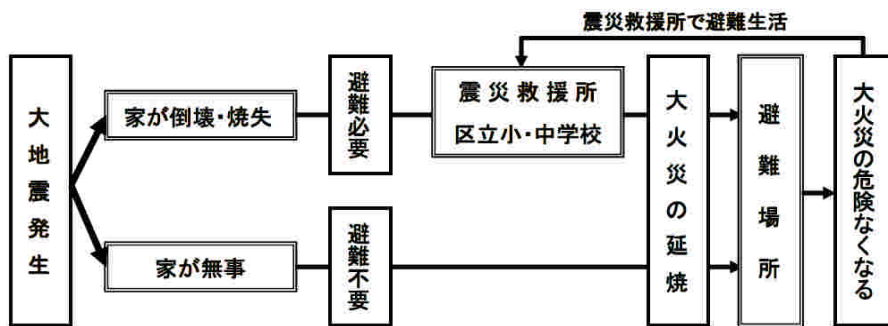 震災救援所で避難生活
大地震発生
家が倒壊・焼失
避難必要
震災救援所
区立小・中学校
家が無事
避難不要
大火災の延焼
避難場所
大火災の危険なくなる